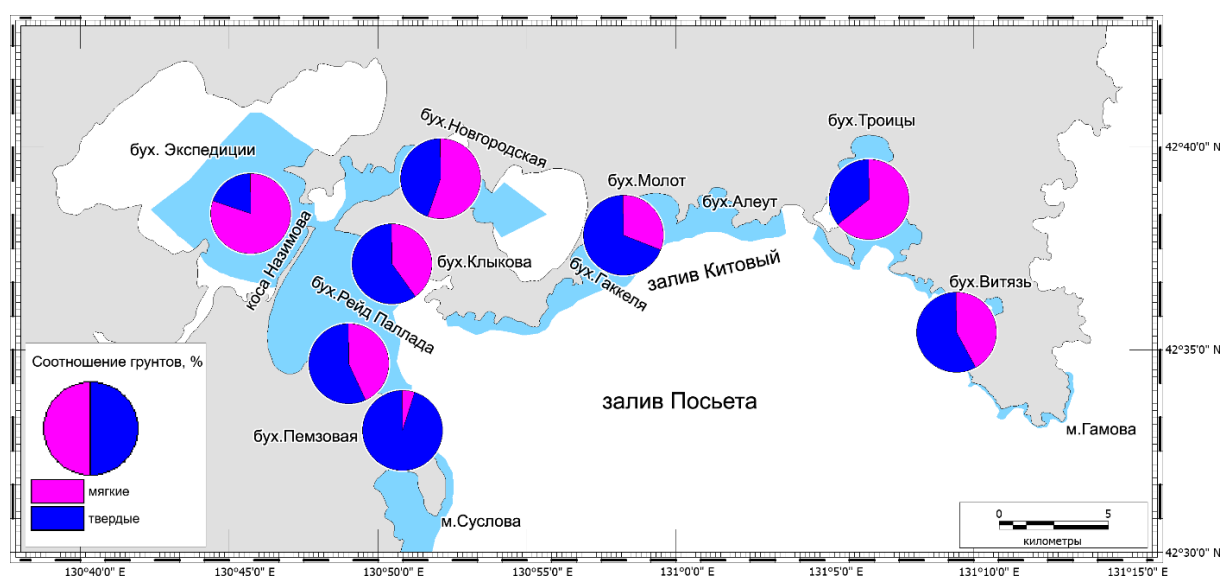 бух.Новгородская
бух.Троицы
бух. Экспедиции
42°40'0" N
бух.Молот
бух.Алеут
коса Назимова
бух.Клыкова
бух.Гаккеля
залив Китовый
бух.Рейд Паллада
бух.Витязь
Соотношение грунтов, %
42°35'0" N
залив Посьета
бух.Пемзовая
м.Гамова
мягкие
твердые
м.Суслова
0 5
километры
42°30'0" N
130°40'0" E 130°45'0" E 130°50'0" E 130°55'0" E 131°0'0" E 131°5'0" E 131°10'0" E 131°15'0" E